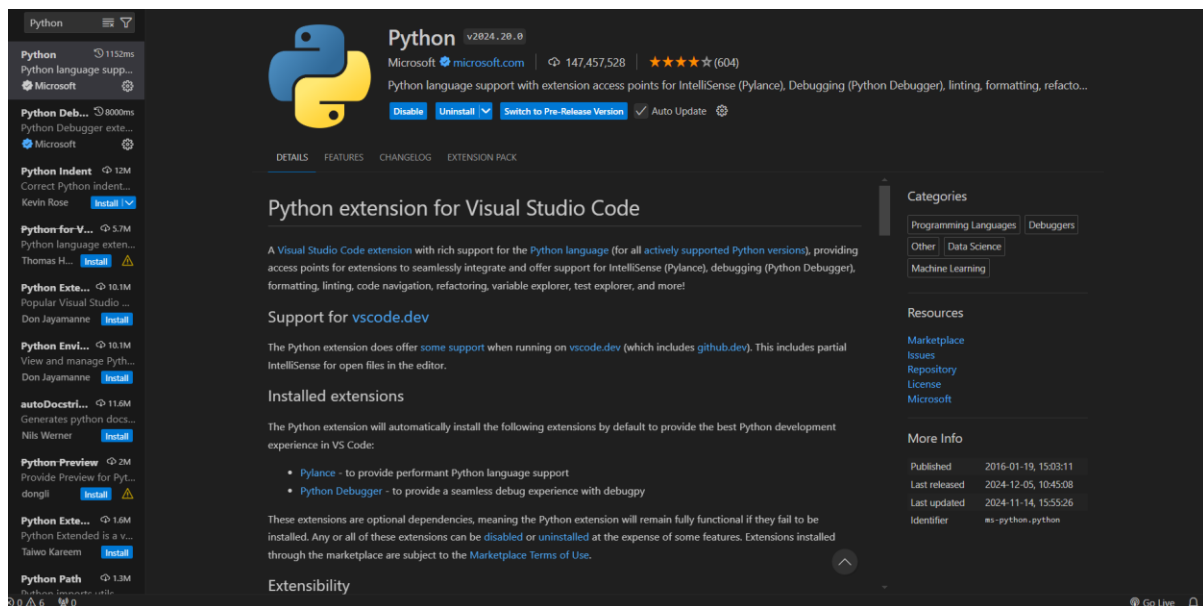 Python
Python
1152ms
Python language supp...
Microsoft
Python Deb...
8000ms
Python Debugger exte...
Microsoft
Python Indent
12M
Correct Python indent...
Kevin Rose
Install
Python for V...
5.7M
Python language exten...
Thomas H...
Install
Python Exte...
10.1M
Popular Visual Studio ...
Don Jayamanne
Install
Python Envi...
10.1M
View and manage Pyth...
Don Jayamanne
Install
autoDocstri...
11.6M
Generates python docs...
Nils Werner
Install
Python Preview
2M
Provide Preview for Pyt...
dongli
Install
Python Exte...
1.6M
Python Extended is a v...
Taiwo Kareem
Install
Python Path
1.3M
Python imports utils
Python
v2024.20.0
Microsoft
microsoft.com
147,457,528
(604)
Python language support with extension access points for IntelliSense (Pylance), Debugging (Python Debugger), linting, formatting, refacto...
Disable
Uninstall
Switch to Pre-Release Version
Auto Update
DETAILS
FEATURES
CHANGELOG
EXTENSION PACK
Python extension for Visual Studio Code
A Visual Studio Code extension with rich support for the Python language (for all actively supported Python versions), providing
access points for extensions to seamlessly integrate and offer support for IntelliSense (Pylance), debugging (Python Debugger),
formatting, linting, code navigation, refactoring, variable explorer, test explorer, and more!
Support for vscode.dev
The Python extension does offer some support when running on vscode.dev (which includes github.dev). This includes partial
IntelliSense for open files in the editor.
Installed extensions
The Python extension will automatically install the following extensions by default to provide the best Python development
experience in VS Code:
• Pylance - to provide performant Python language support
• Python Debugger - to provide a seamless debug experience with debugpy
These extensions are optional dependencies, meaning the Python extension will remain fully functional if they fail to be
installed. Any or all of these extensions can be disabled or uninstalled at the expense of some features. Extensions installed
through the marketplace are subject to the Marketplace Terms of Use.
Extensibility
Categories
Programming Languages
Debuggers
Other
Data Science
Machine Learning
Resources
Marketplace
Issues
Repository
License
Microsoft
More Info
Published 2016-01-19, 15:03:11
Last released 2024-12-05, 10:45:08
Last updated 2024-11-14, 15:55:26
Identifier ms-python.python
0
6
0
Go Live